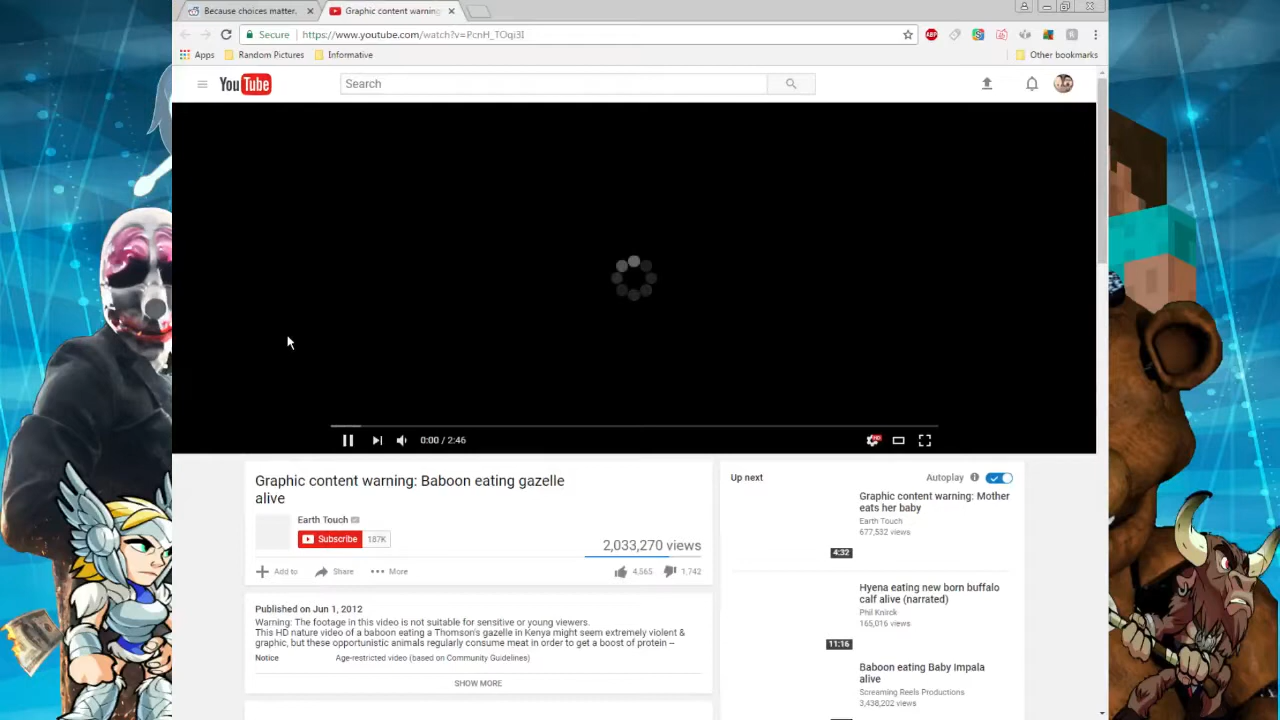 Because choices matter.
Graphic content warning:
Secure
https://www.youtube.com/watch?v=PcnH_TOqi3I
ABP
Apps
Random Pictures
Informative
Other bookmarks
YouTube
Search
0:00 / 2:46
HD
Graphic content warning: Baboon eating gazelle
alive
Earth Touch
Subscribe 187K
2,033,270 views
Add to
Share
More
4,565
1,742
Published on Jun 1, 2012
Warning: The footage in this video is not suitable for sensitive or young viewers.
This HD nature video of a baboon eating a Thomson's gazelle in Kenya might seem extremely violent &
graphic, but these opportunistic animals regularly consume meat in order to get a boost of protein --
Notice
Age-restricted video (based on Community Guidelines)
SHOW MORE
Up next
Autoplay
Graphic content warning: Mother
eats her baby
Earth Touch
677,532 views
4:32
Hyena eating new born buffalo
calf alive (narrated)
Phil Knirck
165,016 views
11:16
Baboon eating Baby Impala
alive
Screaming Reels Productions
3,438,202 views